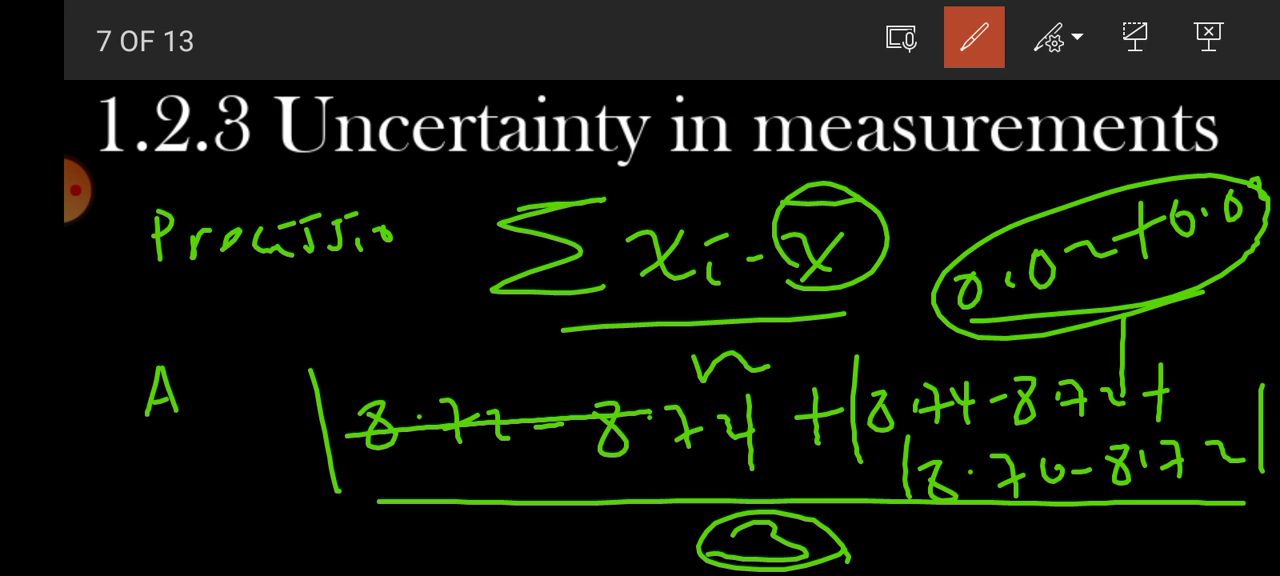 7 OF 13
1.2.3 Uncertainty in measurements
Precissio Σ xi - x̄ 0.02+0.0
n
A |8.72-8.74 + |8.74-8.72 +
|8.70-8.72|